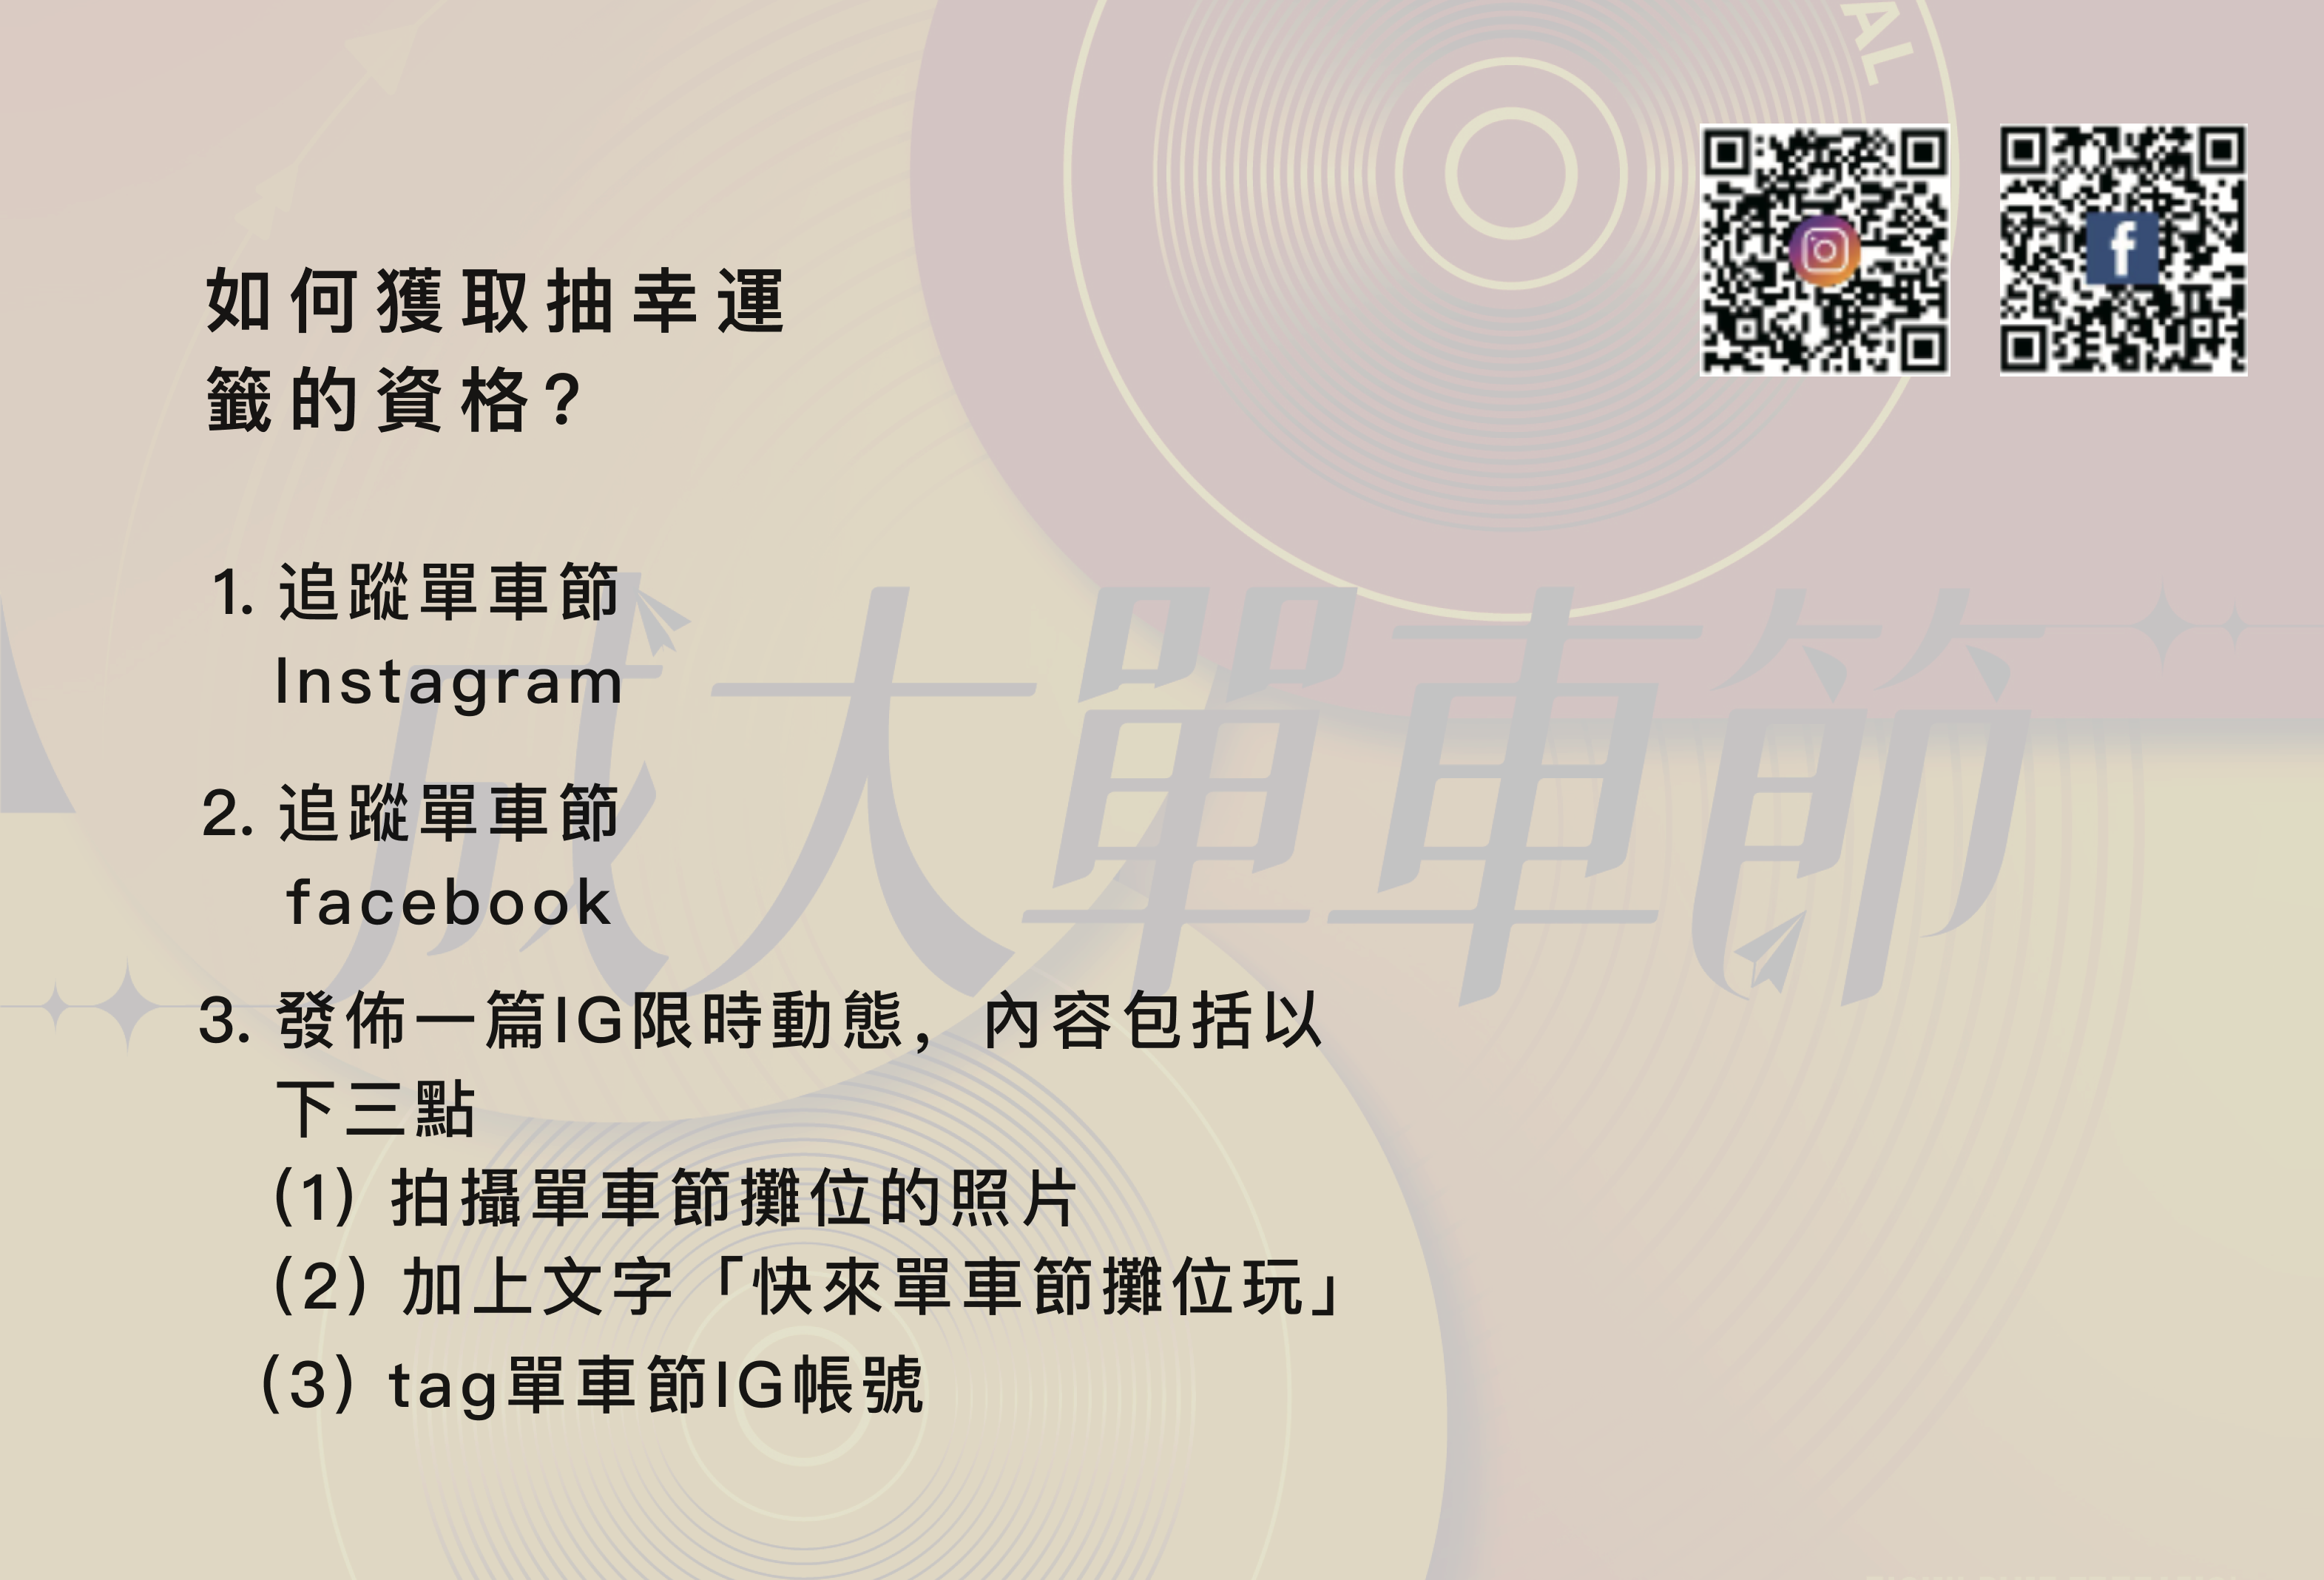 AL
如何獲取抽幸運
籤的資格?
1. 追蹤單車節
Instagram
2. 追蹤單車節
facebook
成大單車節
3. 發佈一篇IG限時動態，內容包括以
下三點
(1) 拍攝單車節攤位的照片
(2) 加上文字「快來單車節攤位玩」
(3) tag單車節IG帳號